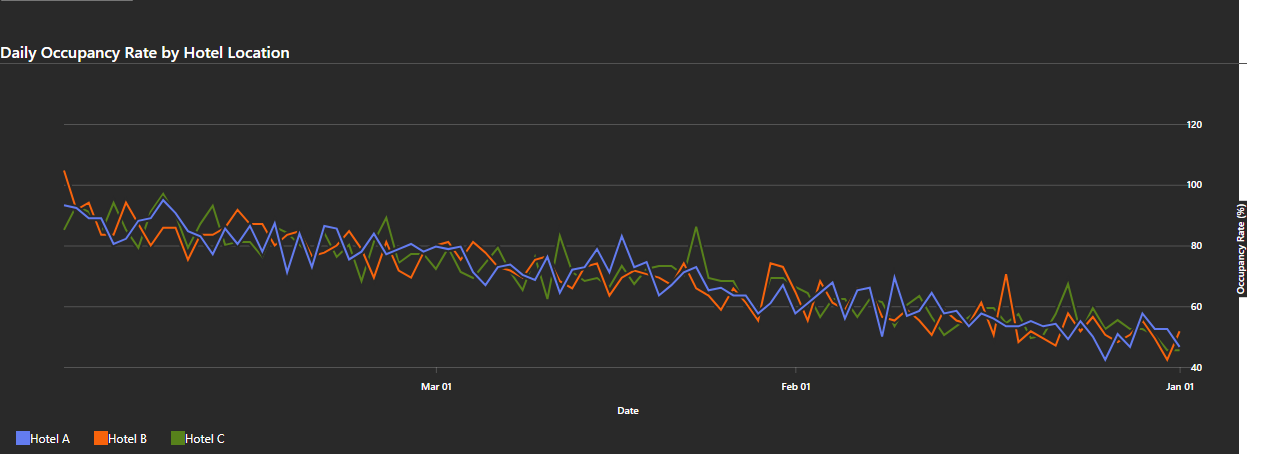 Daily Occupancy Rate by Hotel Location
120
100
80
60
40
Occupancy Rate (%)
Mar 01
Feb 01
Jan 01
Date
Hotel A
Hotel B
Hotel C